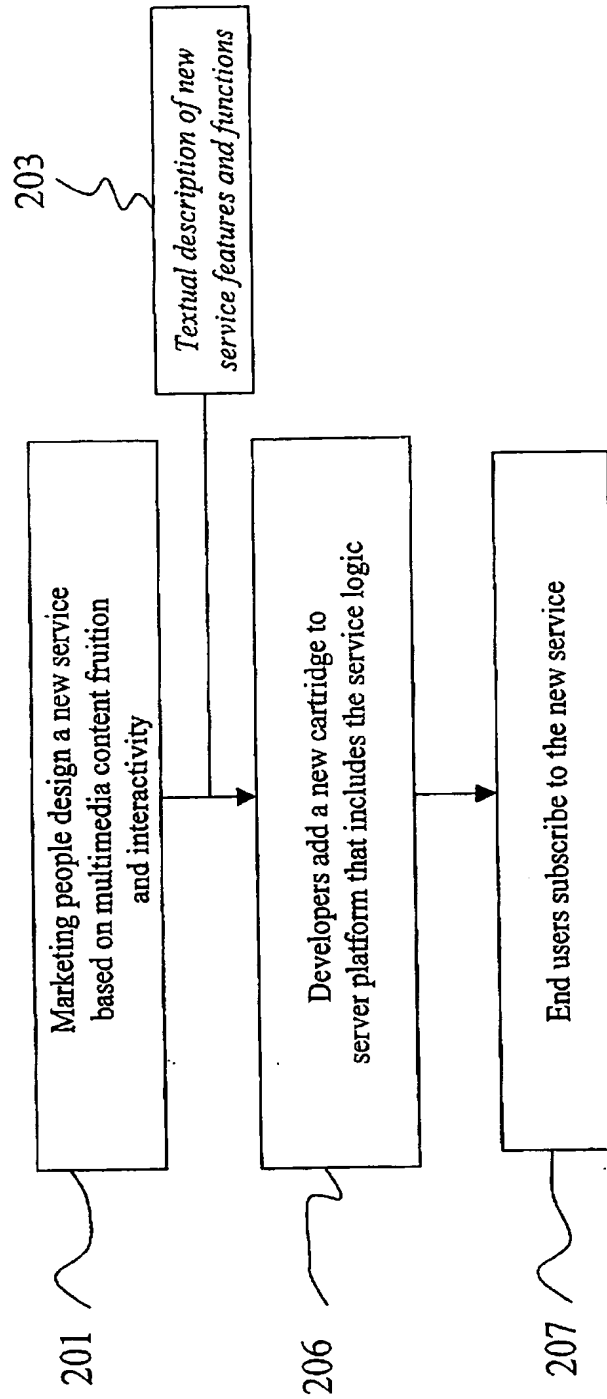 201
Marketing people design a new service
based on multimedia content fruition
and interactivity
203
Textual description of new
service features and functions
206
Developers add a new cartridge to
server platform that includes the service logic
207
End users subscribe to the new service